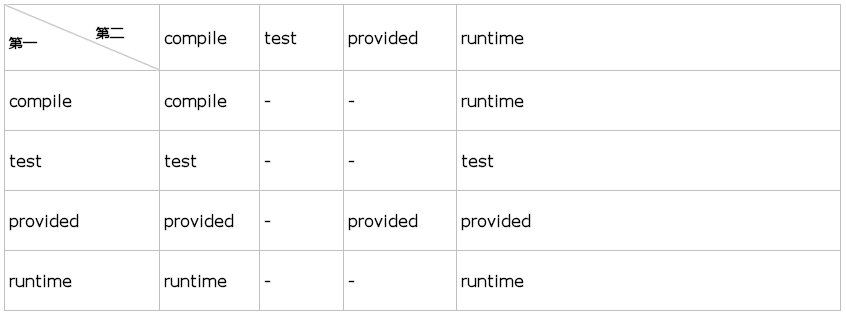 第一 第二 compile test provided runtime
compile compile - - runtime
test test - - test
provided provided - provided provided
runtime runtime - - runtime